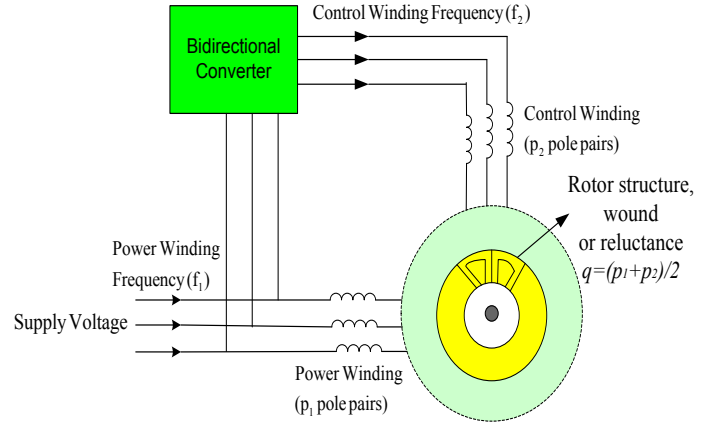 Control Winding Frequency (f₂)
Bidirectional
Converter
Control Winding
(p₂ pole pairs)
Rotor structure,
wound
or reluctance
q=(p₁+p₂)/2
Power Winding
Frequency (f₁)
Supply Voltage
Power Winding
(p₁ pole pairs)